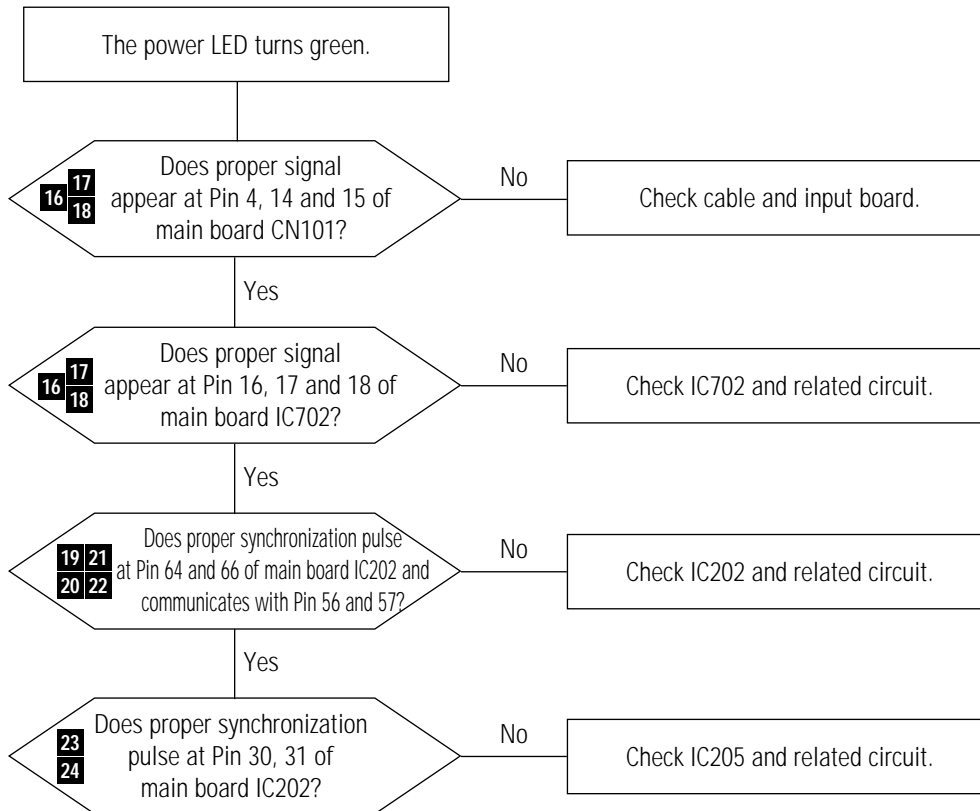 The power LED turns green.
16 17 18
Does proper signal
appear at Pin 4, 14 and 15 of
main board CN101?
No
Check cable and input board.
Yes
16 17 18
Does proper signal
appear at Pin 16, 17 and 18 of
main board IC702?
No
Check IC702 and related circuit.
Yes
19 21
20 22
Does proper synchronization pulse
at Pin 64 and 66 of main board IC202 and
communicates with Pin 56 and 57?
No
Check IC202 and related circuit.
Yes
23
24
Does proper synchronization
pulse at Pin 30, 31 of
main board IC202?
No
Check IC205 and related circuit.